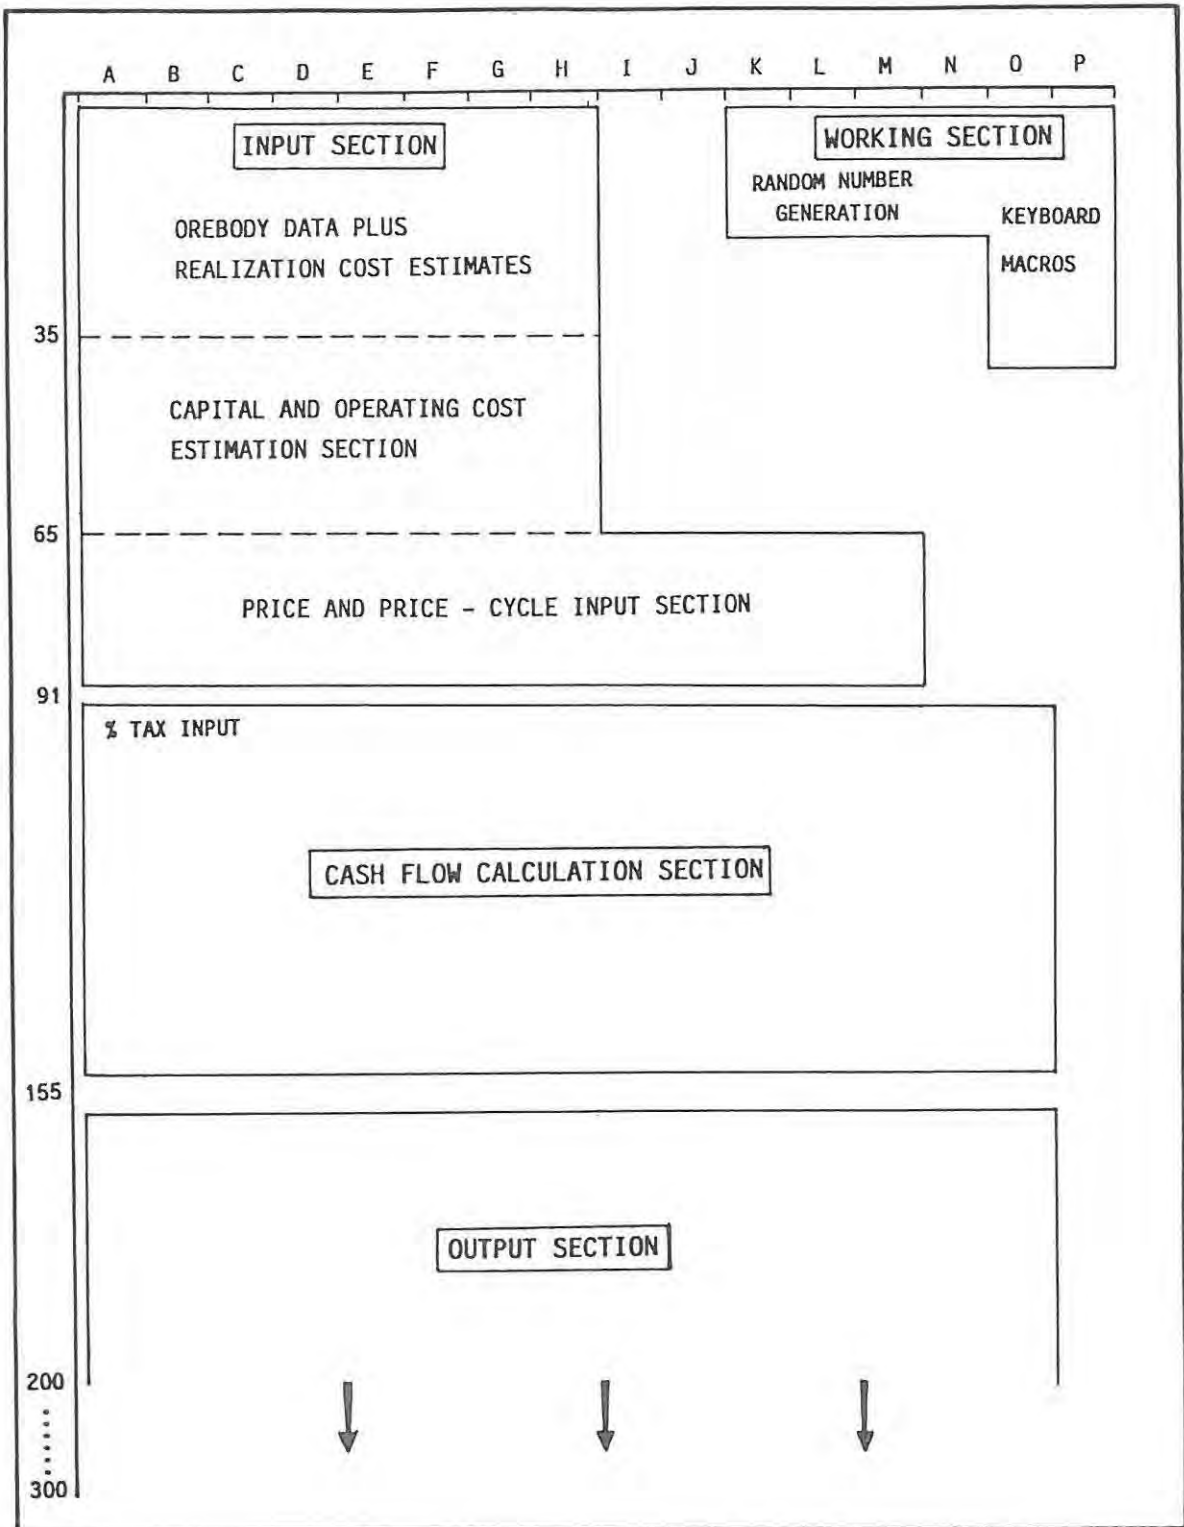 A B C D E F G H I J K L M N O P
INPUT SECTION
WORKING SECTION
RANDOM NUMBER
GENERATION
KEYBOARD
MACROS
OREBODY DATA PLUS
REALIZATION COST ESTIMATES
35
CAPITAL AND OPERATING COST
ESTIMATION SECTION
65
PRICE AND PRICE - CYCLE INPUT SECTION
91
% TAX INPUT
CASH FLOW CALCULATION SECTION
155
OUTPUT SECTION
200
300